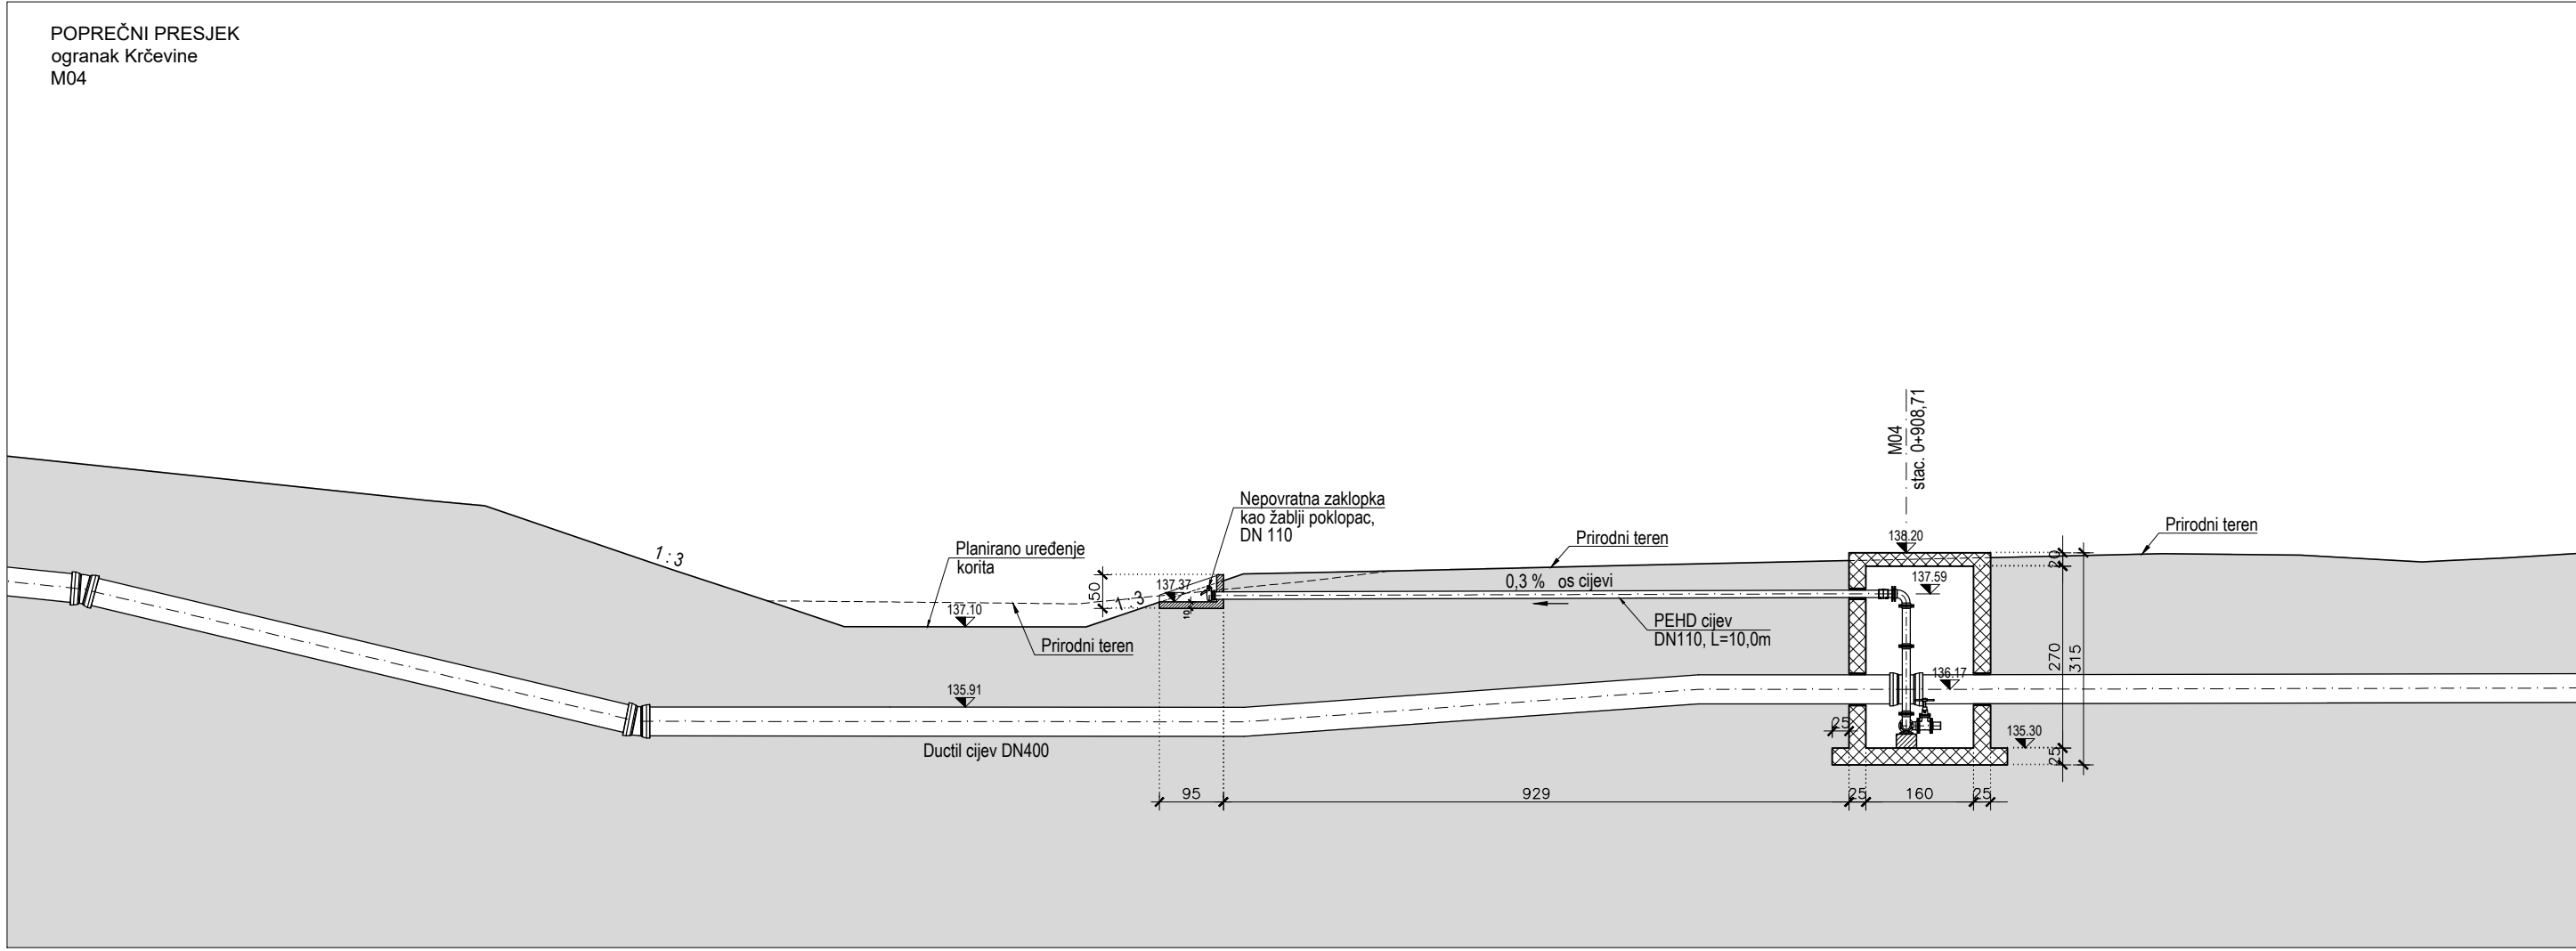 POPREČNI PRESJEK
ogranak Krčevine
M04
M04
stac. 0+908,71
Nepovratna zaklopka
kao žablji poklopac,
DN 110
Prirodni teren
Prirodni teren
138.20
20
1 : 3
Planirano uređenje
korita
50
137.37
1 : 3
10
0,3 % os cijevi
137.59
137.10
Prirodni teren
PEHD cijev
DN110, L=10,0m
270
315
136.17
135.91
25
135.30
25
Ductil cijev DN400
95
929
25
160
25